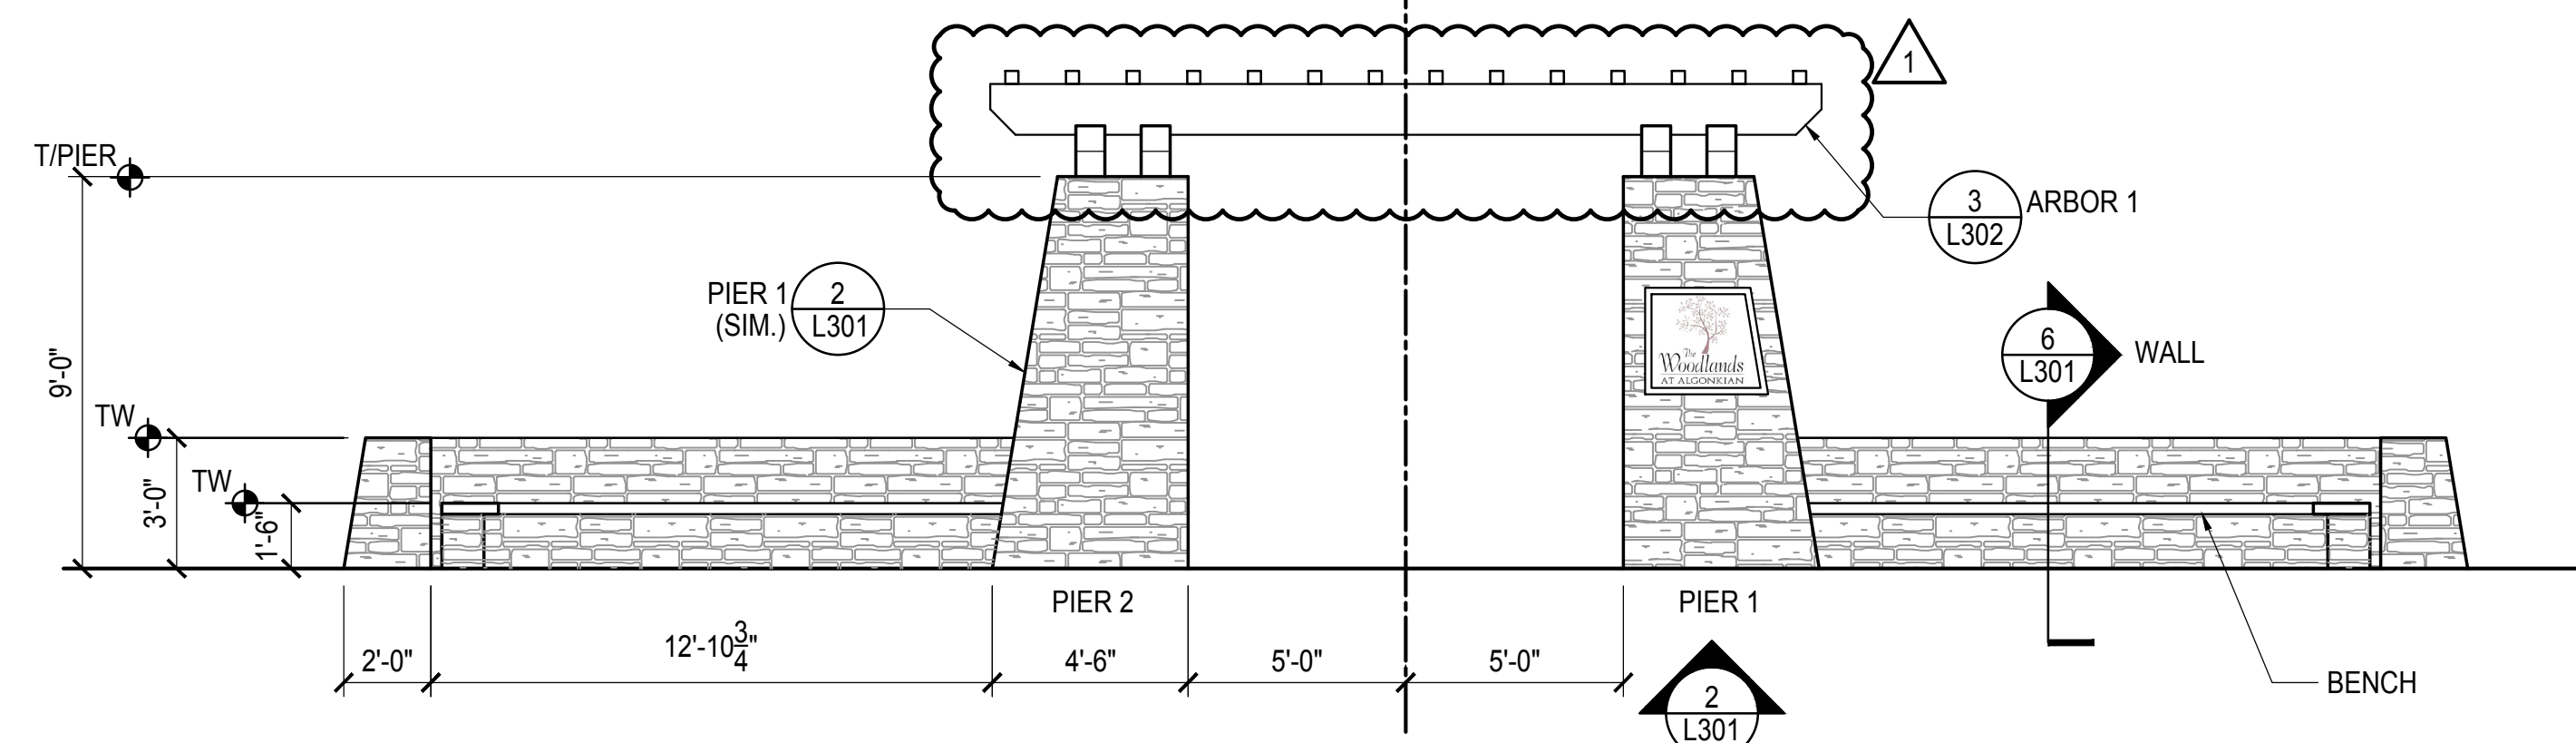 1
T/PIER
3
L302
ARBOR 1
PIER 1
(SIM.)
2
L301
The
Woodlands
AT ALGONKIAN
6
L301
WALL
9'-0"
TW
3'-0"
TW
1'-6"
PIER 2
PIER 1
2'-0"
12'-10 3/4"
4'-6"
5'-0"
5'-0"
2
L301
BENCH